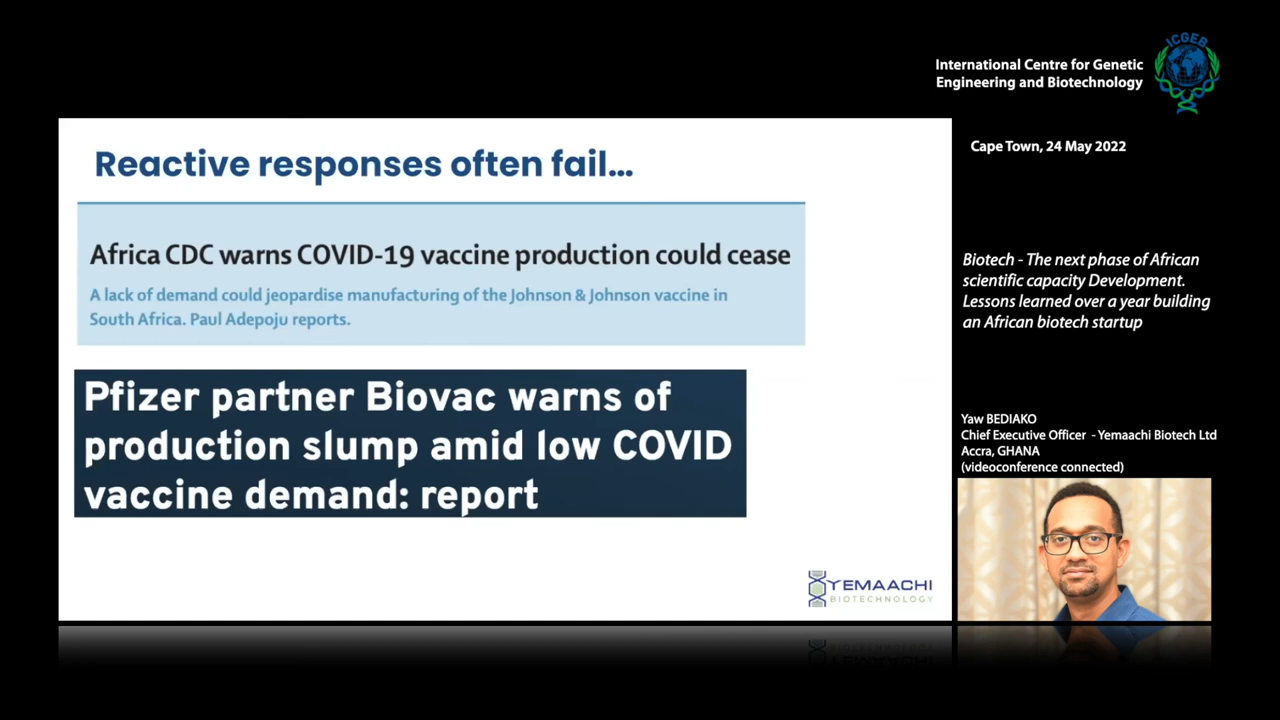 International Centre for Genetic
Engineering and Biotechnology
ICGEB
Cape Town, 24 May 2022
Reactive responses often fail...
Africa CDC warns COVID-19 vaccine production could cease
A lack of demand could jeopardise manufacturing of the Johnson & Johnson vaccine in
South Africa. Paul Adepoju reports.
Pfizer partner Biovac warns of
production slump amid low COVID
vaccine demand: report
YEMAACHI
BIOTECHNOLOGY
Biotech - The next phase of African
scientific capacity Development.
Lessons learned over a year building
an African biotech startup
Yaw BEDIAKO
Chief Executive Officer - Yemaachi Biotech Ltd
Accra, GHANA
(videoconference connected)